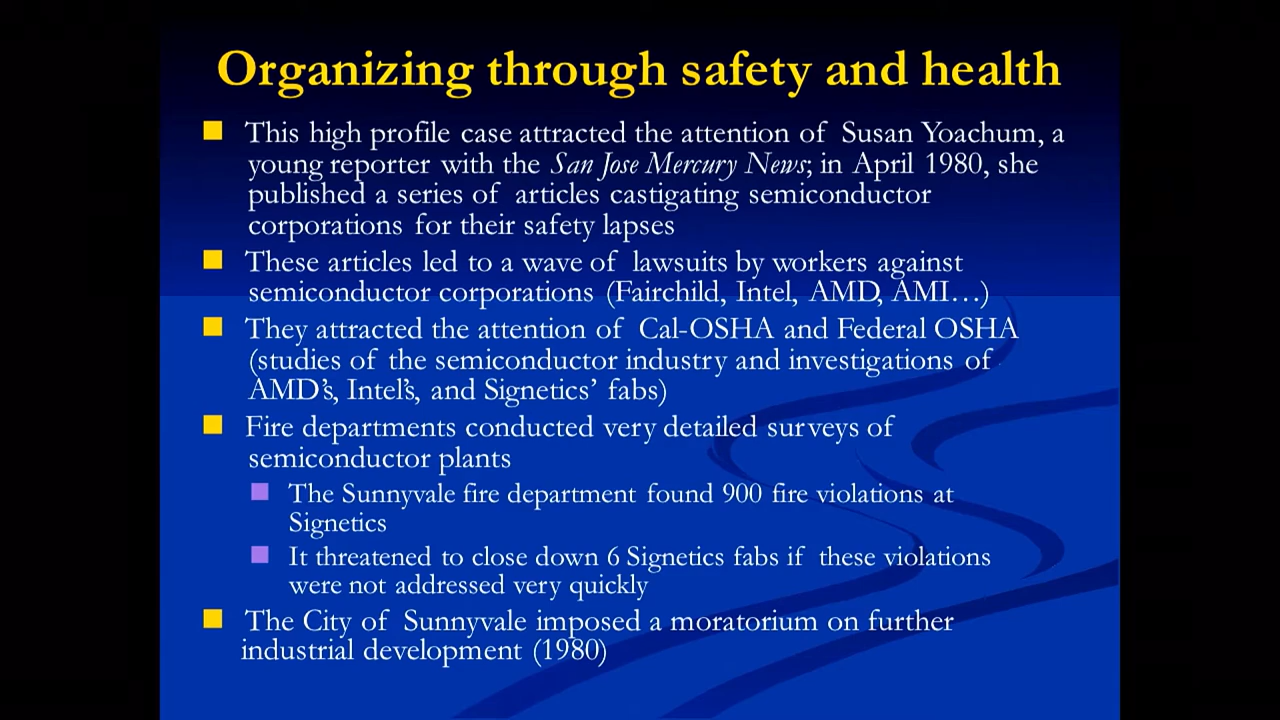 Organizing through safety and health
This high profile case attracted the attention of Susan Yoachum, a
young reporter with the San Jose Mercury News; in April 1980, she
published a series of articles castigating semiconductor
corporations for their safety lapses
These articles led to a wave of lawsuits by workers against
semiconductor corporations (Fairchild, Intel, AMD, AMI…)
They attracted the attention of Cal-OSHA and Federal OSHA
(studies of the semiconductor industry and investigations of
AMD’s, Intel’s, and Signetics’ fabs)
Fire departments conducted very detailed surveys of
semiconductor plants
The Sunnyvale fire department found 900 fire violations at
Signetics
It threatened to close down 6 Signetics fabs if these violations
were not addressed very quickly
The City of Sunnyvale imposed a moratorium on further
industrial development (1980)